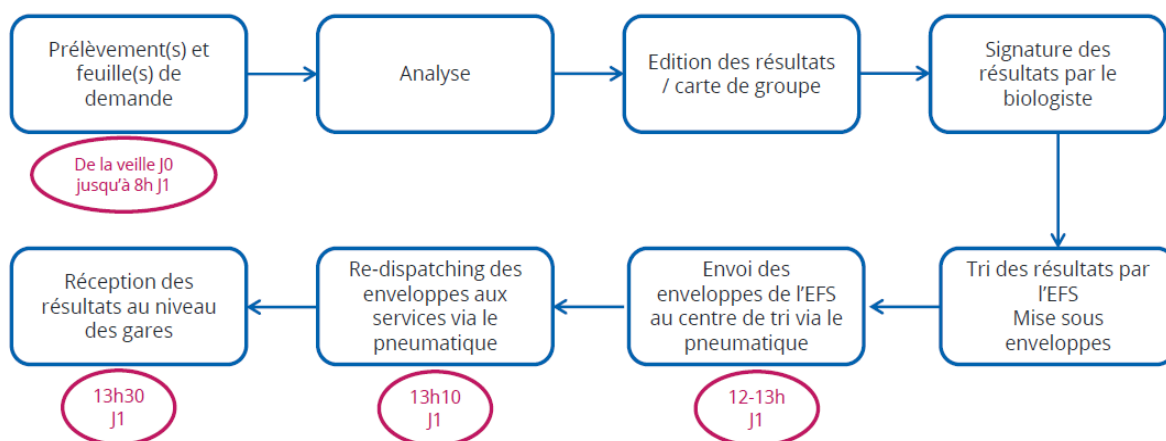 Prélèvement(s) et
feuille(s) de
demande
Analyse
Edition des résultats
/ carte de groupe
Signature des
résultats par le
biologiste
De la veille J0
jusqu'à 8h J1
Réception des
résultats au niveau
des gares
Re-dispatching des
enveloppes aux
services via le
pneumatique
Envoi des
enveloppes de l'EFS
au centre de tri via le
pneumatique
Tri des résultats par
l'EFS
Mise sous
enveloppes
13h30
J1
13h10
J1
12-13h
J1